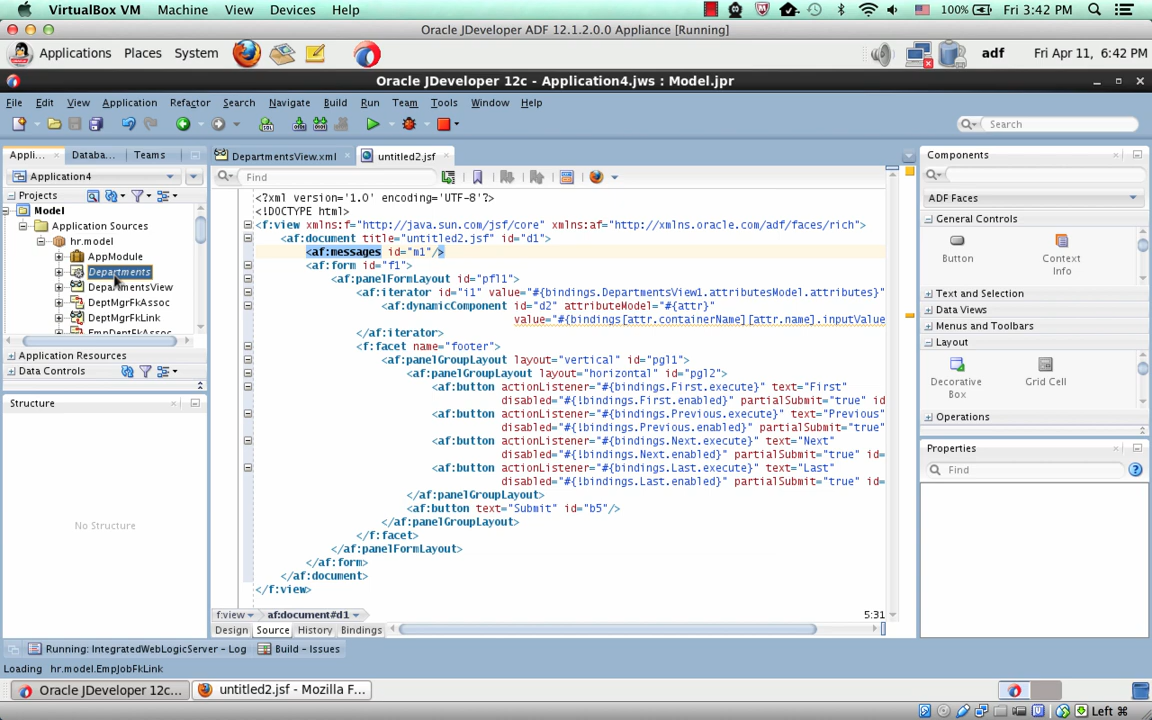 VirtualBox VM Machine View Devices Help 100% Fri 3:42 PM
Oracle JDeveloper ADF 12.1.2.0.0 Appliance [Running]
Applications Places System adf Fri Apr 11, 6:42 PM
Oracle JDeveloper 12c - Application4.jws : Model.jpr
File Edit View Application Refactor Search Navigate Build Run Team Tools Window Help
Search
Appli... Databa... Teams
DepartmentsView.xml untitled2.jsf
Components
Application4
Find
Projects
ADF Faces
Model
Application Sources
hr.model
AppModule
Departments
DepartmentsView
DeptMgrFkAssoc
DeptMgrFkLink
EmpDeptFkAssoc
Application Resources
Data Controls
Structure
No Structure
<?xml version='1.0' encoding='UTF-8'?>
<!DOCTYPE html>
<f:view xmlns:f="http://java.sun.com/jsf/core" xmlns:af="http://xmlns.oracle.com/adf/faces/rich">
<af:document title="untitled2.jsf" id="d1">
<af:messages id="m1"/>
<af:form id="f1">
<af:panelFormLayout id="pfl1">
<af:iterator id="i1" value="#{bindings.DepartmentsView1.attributesModel.attributes}"
<af:dynamicComponent id="d2" attributeModel="#{attr}"
value="#{bindings[attr.containerName][attr.name].inputValue
</af:iterator>
<f:facet name="footer">
<af:panelGroupLayout layout="vertical" id="pgl1">
<af:panelGroupLayout layout="horizontal" id="pgl2">
<af:button actionListener="#{bindings.First.execute}" text="First"
disabled="#{!bindings.First.enabled}" partialSubmit="true" id
<af:button actionListener="#{bindings.Previous.execute}" text="Previous"
disabled="#{!bindings.Previous.enabled}" partialSubmit="true"
<af:button actionListener="#{bindings.Next.execute}" text="Next"
disabled="#{!bindings.Next.enabled}" partialSubmit="true" id=
<af:button actionListener="#{bindings.Last.execute}" text="Last"
disabled="#{!bindings.Last.enabled}" partialSubmit="true" id=
</af:panelGroupLayout>
<af:button text="Submit" id="b5"/>
</af:panelGroupLayout>
</f:facet>
</af:panelFormLayout>
</af:form>
</af:document>
</f:view>
f:view af:document#d1 5:31
Design Source History Bindings
General Controls
Button Context Info
Text and Selection
Data Views
Menus and Toolbars
Layout
Decorative Box Grid Cell
Operations
Properties
Find
Running: IntegratedWebLogicServer - Log Build - Issues
Loading hr.model.EmpJobFkLink
Oracle JDeveloper 12c... untitled2.jsf - Mozilla F...
Left ⌘